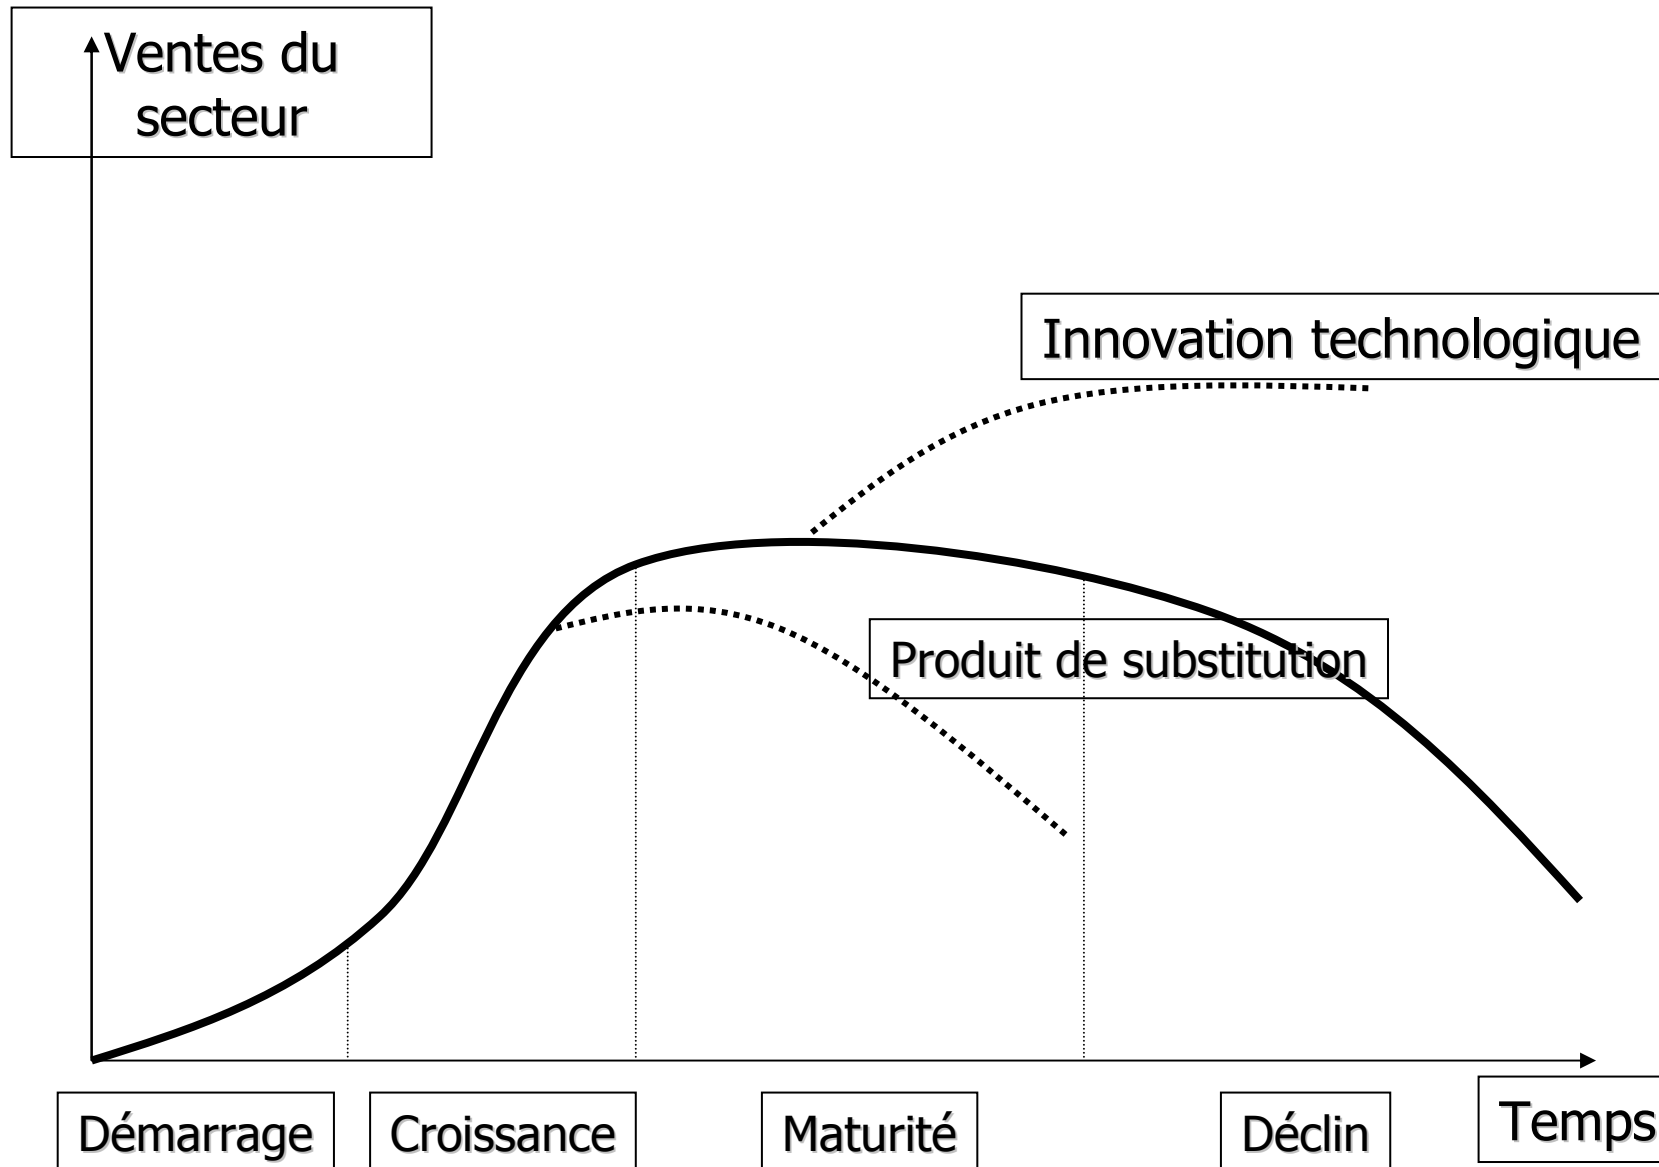 Ventes du
secteur
Innovation technologique
Produit de substitution
Démarrage
Croissance
Maturité
Déclin
Temps